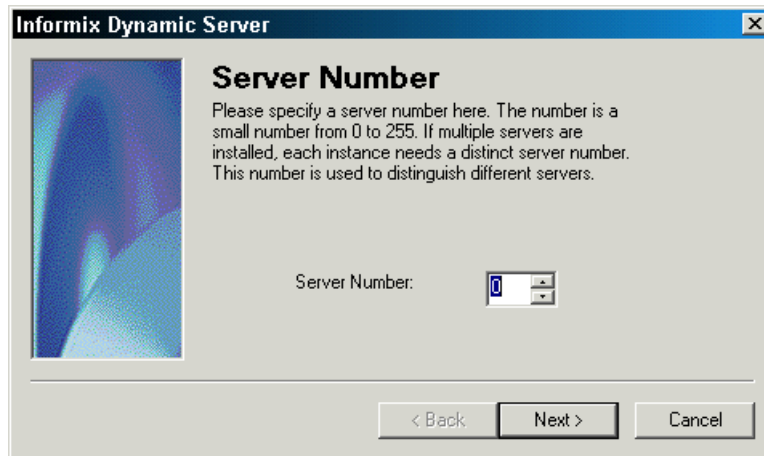 Informix Dynamic Server
Server Number
Please specify a server number here. The number is a
small number from 0 to 255. If multiple servers are
installed, each instance needs a distinct server number.
This number is used to distinguish different servers.
Server Number:
0
< Back
Next >
Cancel